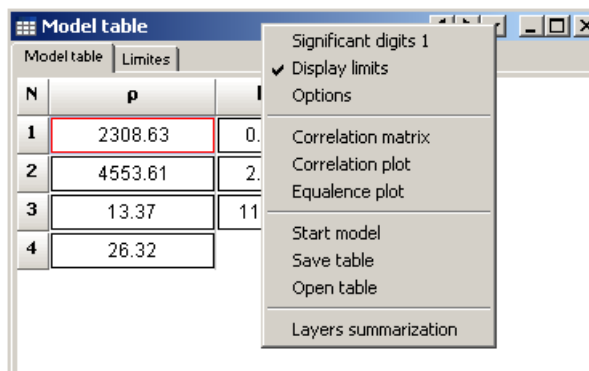 Model table
Model table Limites
N ρ
1 2308.63 0.
2 4553.61 2.
3 13.37 11
4 26.32
Significant digits 1
Display limits
Options
Correlation matrix
Correlation plot
Equalence plot
Start model
Save table
Open table
Layers summarization